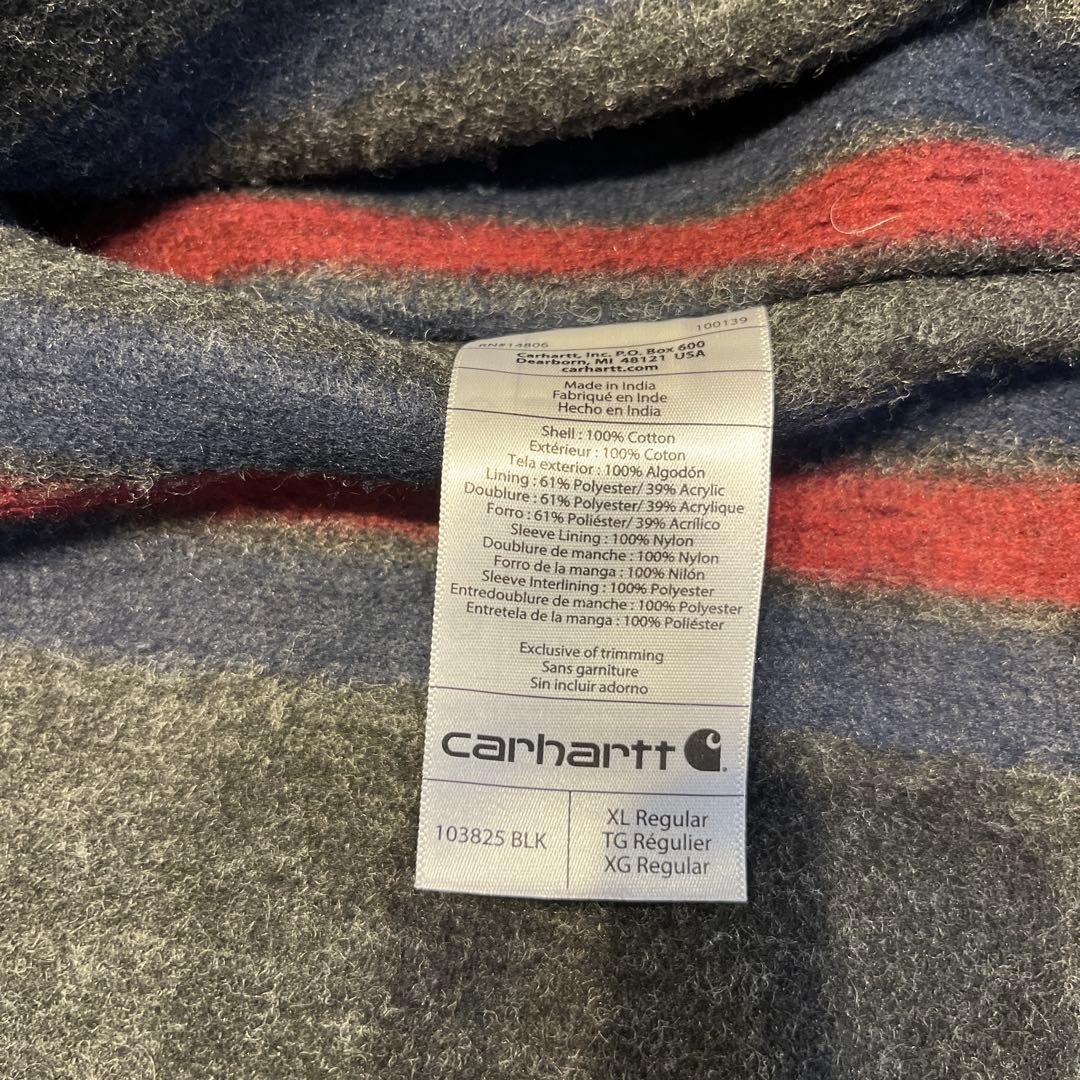 RN#14806 100139
Carhartt, Inc. P.O. Box 600
Dearborn, MI 48121 USA
carhartt.com
Made in India
Fabriqué en Inde
Hecho en India
Shell : 100% Cotton
Extérieur : 100% Coton
Tela exterior : 100% Algodón
Lining : 61% Polyester/ 39% Acrylic
Doublure : 61% Polyester/ 39% Acrylique
Forro : 61% Poliéster/ 39% Acrílico
Sleeve Lining : 100% Nylon
Doublure de manche : 100% Nylon
Forro de la manga : 100% Nilón
Sleeve Interlining : 100% Polyester
Entredoublure de manche : 100% Polyester
Entretela de la manga : 100% Poliéster
Exclusive of trimming
Sans garniture
Sin incluir adorno
carhartt
103825 BLK
XL Regular
TG Régulier
XG Regular